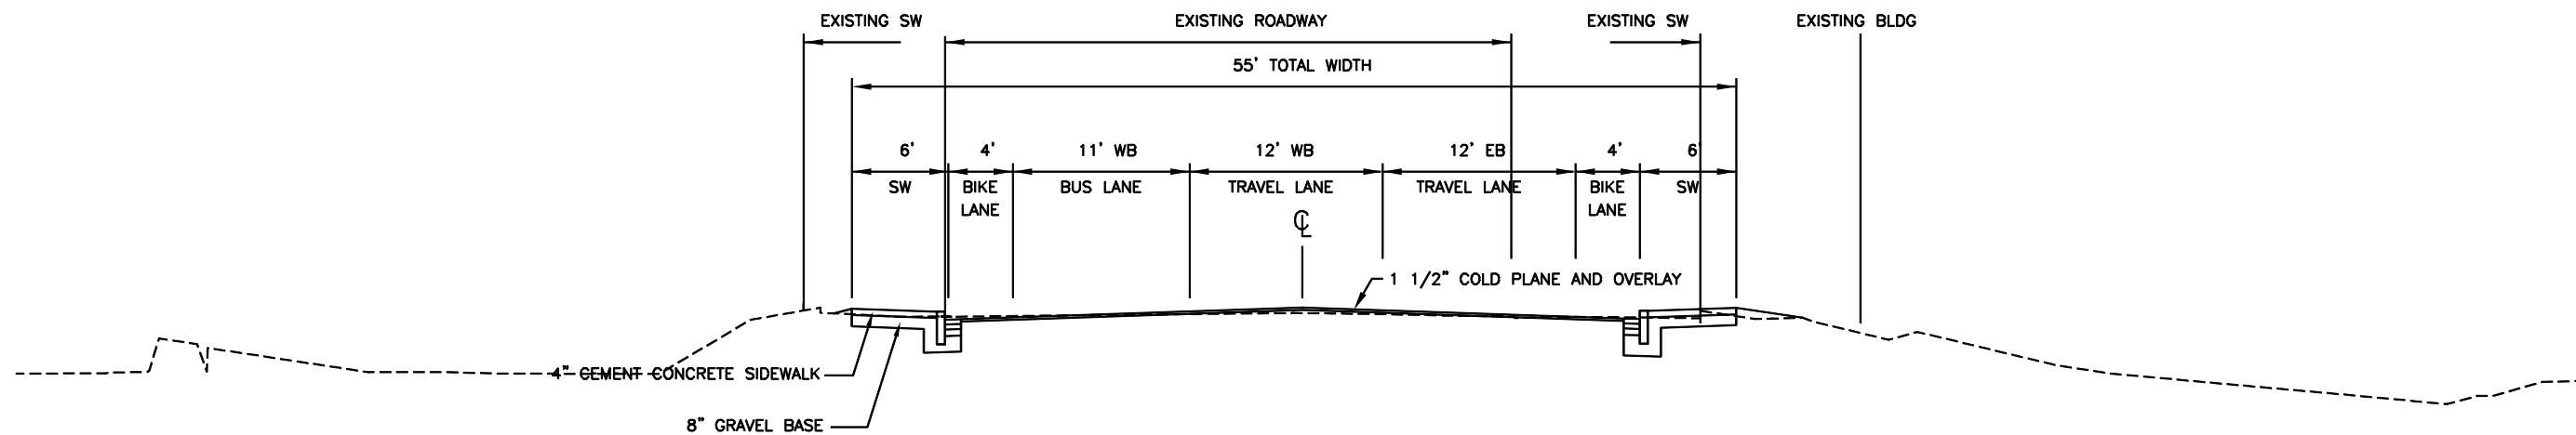 EXISTING SW
EXISTING ROADWAY
EXISTING SW
EXISTING BLDG
55' TOTAL WIDTH
6'
4'
11' WB
12' WB
12' EB
4'
6'
SW
BIKE
LANE
BUS LANE
TRAVEL LANE
TRAVEL LANE
BIKE
LANE
SW
℄
1 1/2" COLD PLANE AND OVERLAY
4" CEMENT CONCRETE SIDEWALK
8" GRAVEL BASE